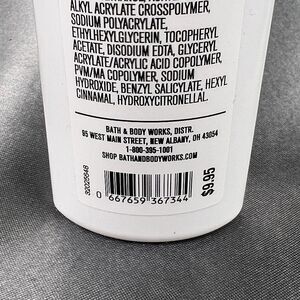 ALKYL ACRYLATE CROSSPOLYMER,
SODIUM POLYACRYLATE,
ETHYLHEXYLGLYCERIN, TOCOPHERYL
ACETATE, DISODIUM EDTA, GLYCERYL
ACRYLATE/ACRYLIC ACID COPOLYMER,
PVM/MA COPOLYMER, SODIUM
HYDROXIDE, BENZYL SALICYLATE, HEXYL
CINNAMAL, HYDROXYCITRONELLAL.
BATH & BODY WORKS, DISTR.
95 WEST MAIN STREET, NEW ALBANY, OH 43054
1-800-395-1001
SHOP BATHANDBODYWORKS.COM
0 667659 367344
$9.95